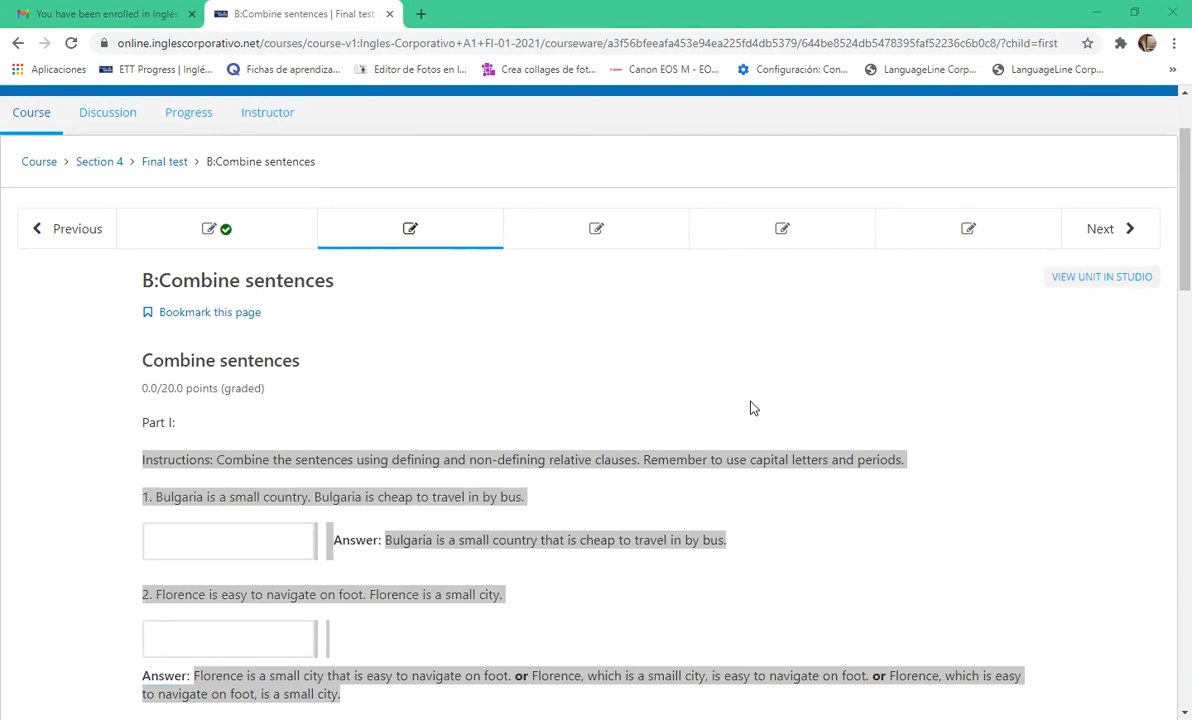 You have been enrolled in Inglés
B:Combine sentences | Final test
online.inglescorporativo.net/courses/course-v1:Ingles-Corporativo+A1+FI-01-2021/courseware/a3f56bfeeafa453e94ea225fd4db5379/644be8524db5478395faf52236c6b0c8/?child=first
Aplicaciones ETT Progress | Inglé... Fichas de aprendiza... Editor de Fotos en l... Crea collages de fot... Canon EOS M - EO... Configuración: Con... LanguageLine Corp... LanguageLine Corp... »
Course Discussion Progress Instructor
Course > Section 4 > Final test > B:Combine sentences
Previous Next
B:Combine sentences
VIEW UNIT IN STUDIO
Bookmark this page
Combine sentences
0.0/20.0 points (graded)
Part I:
Instructions: Combine the sentences using defining and non-defining relative clauses. Remember to use capital letters and periods.
1. Bulgaria is a small country. Bulgaria is cheap to travel in by bus.
Answer: Bulgaria is a small country that is cheap to travel in by bus.
2. Florence is easy to navigate on foot. Florence is a small city.
Answer: Florence is a small city that is easy to navigate on foot. or Florence, which is a smaill city, is easy to navigate on foot. or Florence, which is easy
to navigate on foot, is a small city.